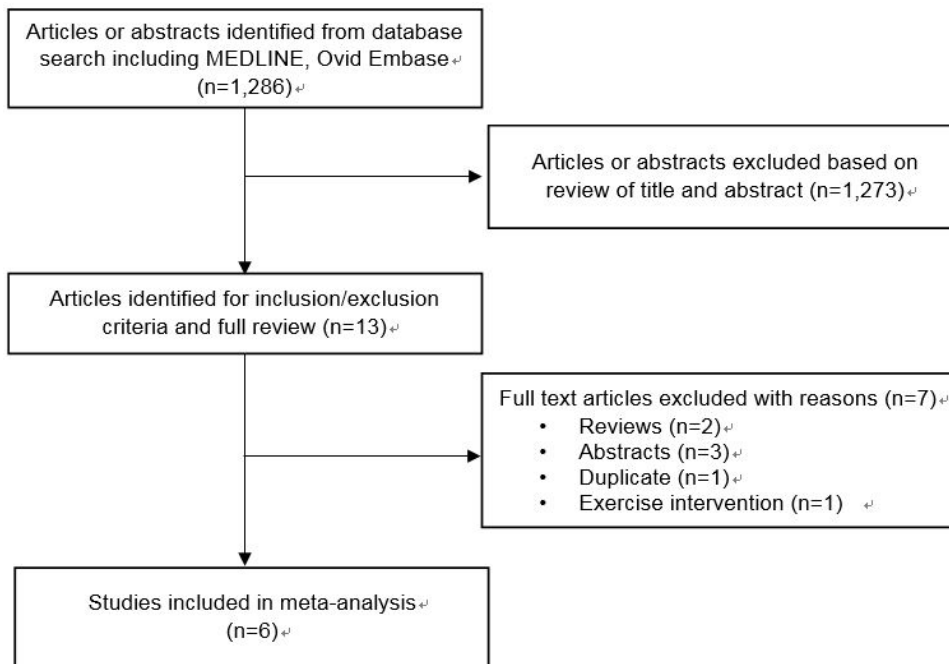 Articles or abstracts identified from database
search including MEDLINE, Ovid Embase↵
(n=1,286)↵
Articles or abstracts excluded based on
review of title and abstract (n=1,273)↵
Articles identified for inclusion/exclusion
criteria and full review (n=13)↵
Full text articles excluded with reasons (n=7)↵
• Reviews (n=2)↵
• Abstracts (n=3)↵
• Duplicate (n=1)↵
• Exercise intervention (n=1) ↵
Studies included in meta-analysis↵
(n=6)↵